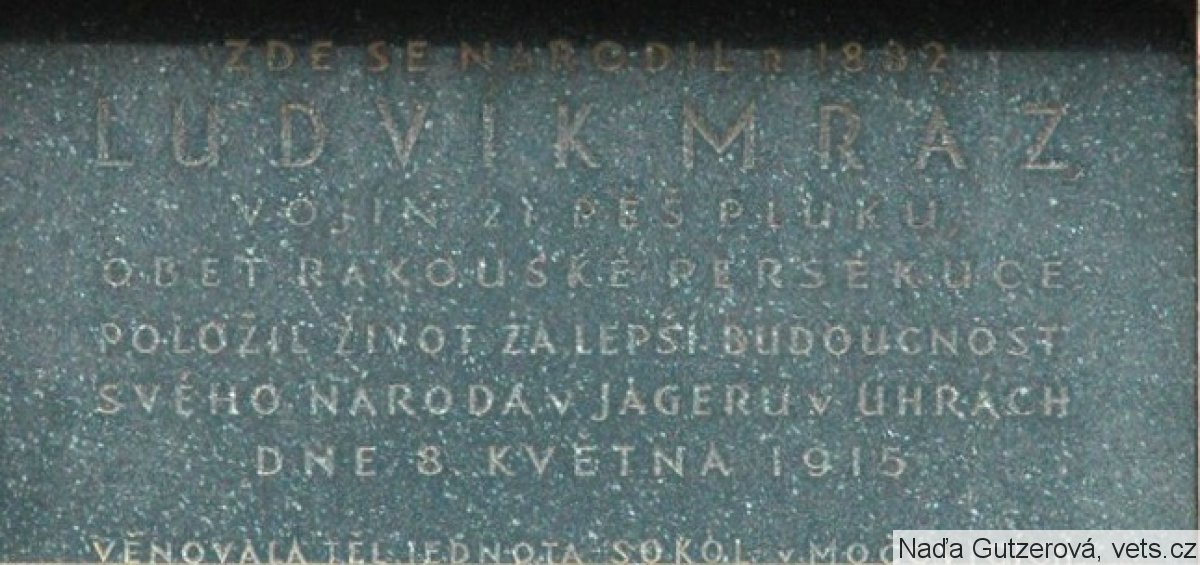 ZDE SE NARODIL r. 1882
LUDVÍK MRÁZ,
VOJÍN 21. PĚŠ. PLUKU,
OBĚŤ RAKOUSKÉ PERSEKUCE
POLOŽIL ŽIVOT ZA LEPŠÍ BUDOUCNOST
SVÉHO NÁRODA v JÁGERU v UHRÁCH
DNE 8. KVĚTNA 1915
VĚNOVALA TĚL. JEDNOTA SOKOL v
Naďa Gutzerová, vets.cz